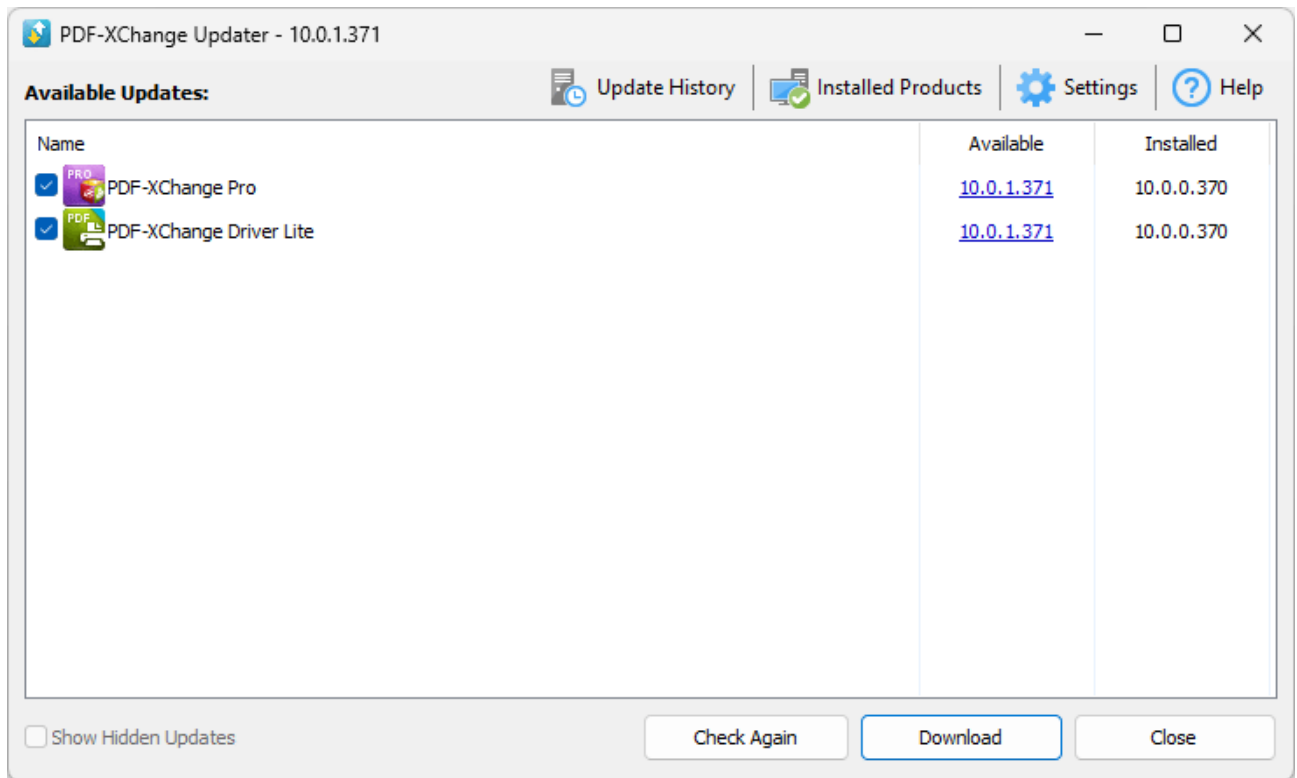 PDF-XChange Updater - 10.0.1.371
Available Updates: Update History Installed Products Settings ? Help
Name Available Installed
PRO PDF-XChange Pro 10.0.1.371 10.0.0.370
PDF PDF-XChange Driver Lite 10.0.1.371 10.0.0.370
Show Hidden Updates Check Again Download Close